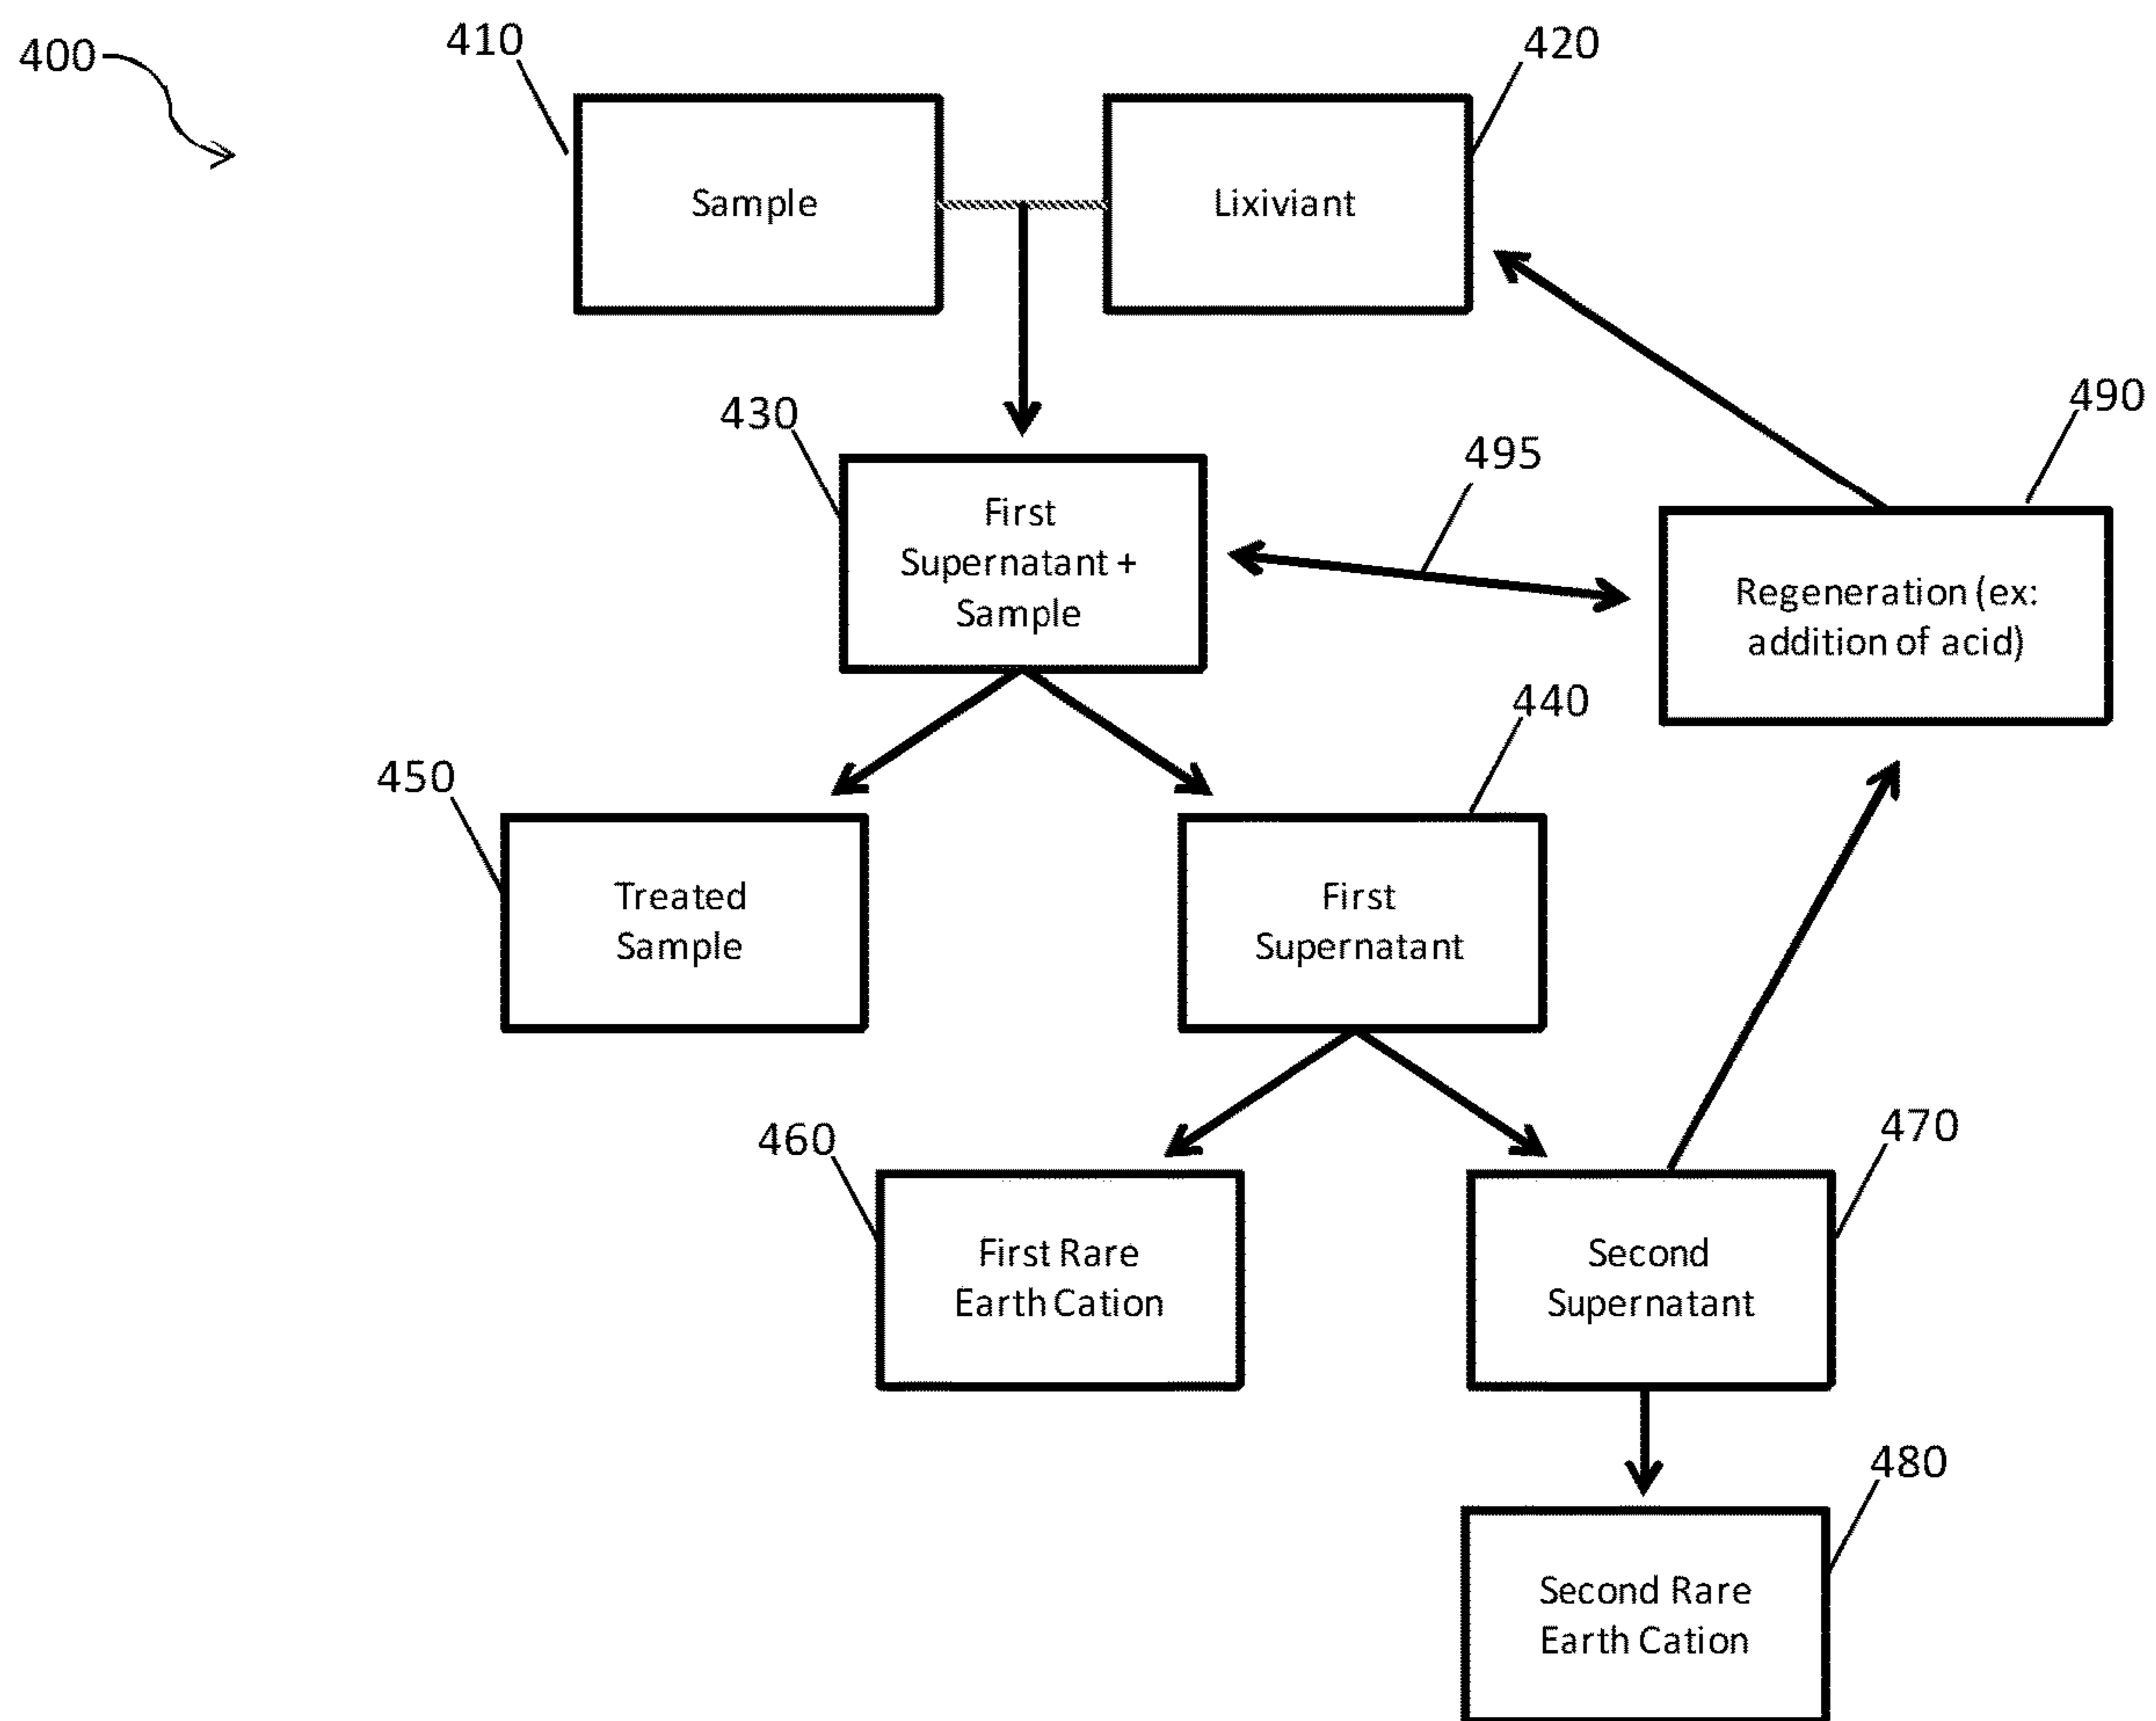 400
410
420
Sample
Lixiviant
430
495
490
First
Supernatant +
Sample
Regeneration (ex:
addition of acid)
450
440
Treated
Sample
First
Supernatant
460
470
First Rare
Earth Cation
Second
Supernatant
480
Second Rare
Earth Cation